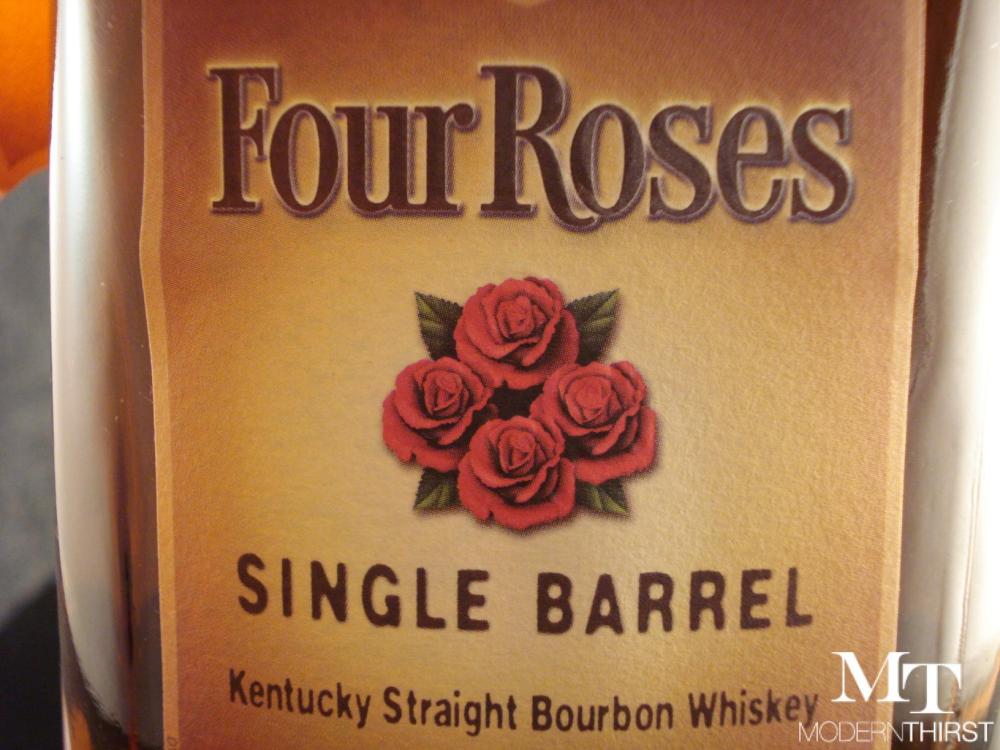 Four Roses
SINGLE BARREL
Kentucky Straight Bourbon Whiskey
MT
MODERNTHIRST